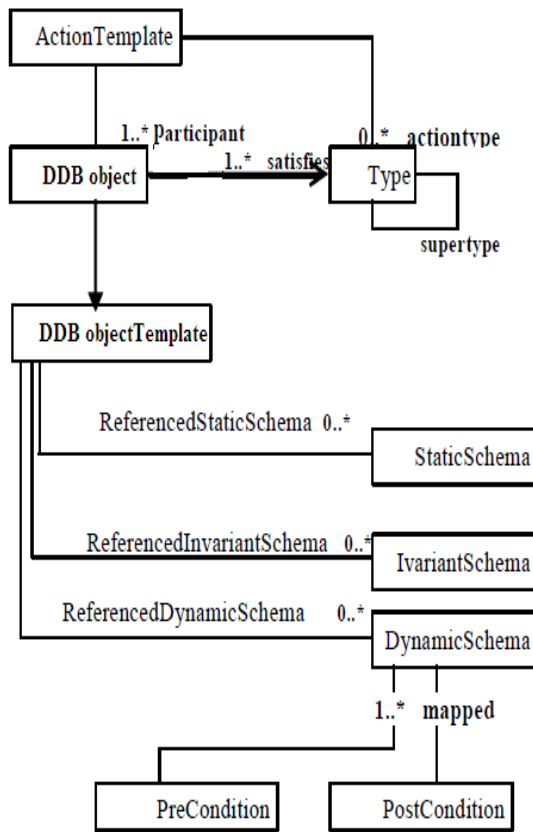 ActionTemplate
1..* Participant
0..* actiontype
DDB object
1..* satisfies
Type
supertype
DDB objectTemplate
ReferencedStaticSchema 0..*
StaticSchema
ReferencedInvariantSchema 0..*
IvariantSchema
ReferencedDynamicSchema 0..*
DynamicSchema
1..* mapped
PreCondition
PostCondition